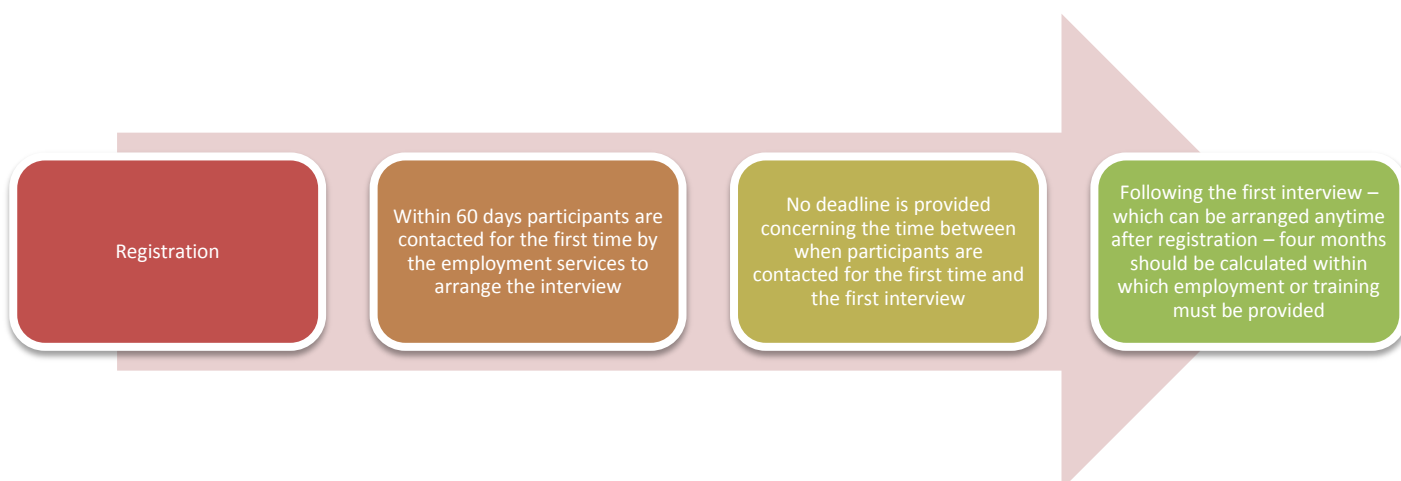 Registration
Within 60 days participants are
contacted for the first time by
the employment services to
arrange the interview
No deadline is provided
concerning the time between
when participants are
contacted for the first time and
the first interview
Following the first interview –
which can be arranged anytime
after registration – four months
should be calculated within
which employment or training
must be provided